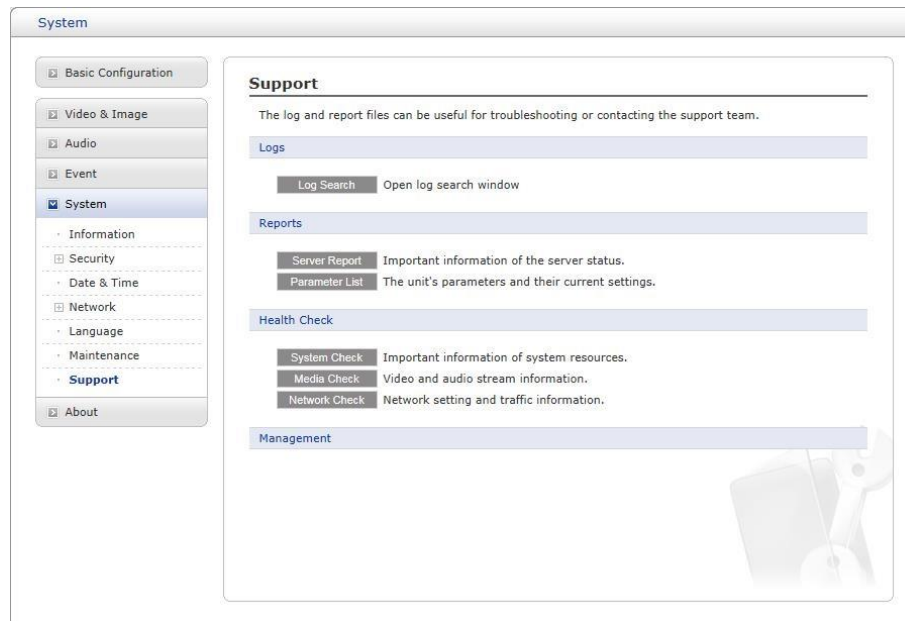 System
Basic Configuration
Video & Image
Audio
Event
System
Information
Security
Date & Time
Network
Language
Maintenance
Support
About
Support
The log and report files can be useful for troubleshooting or contacting the support team.
Logs
Log Search Open log search window
Reports
Server Report Important information of the server status.
Parameter List The unit's parameters and their current settings.
Health Check
System Check Important information of system resources.
Media Check Video and audio stream information.
Network Check Network setting and traffic information.
Management